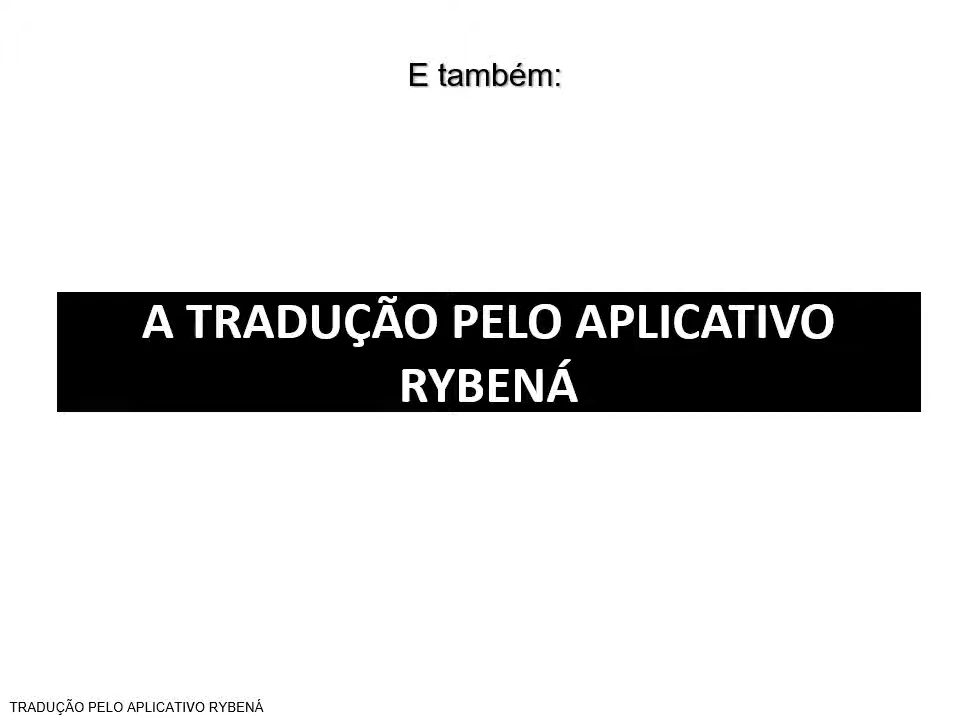 E também:
A TRADUÇÃO PELO APLICATIVO
RYBENÁ
TRADUÇÃO PELO APLICATIVO RYBENÁ